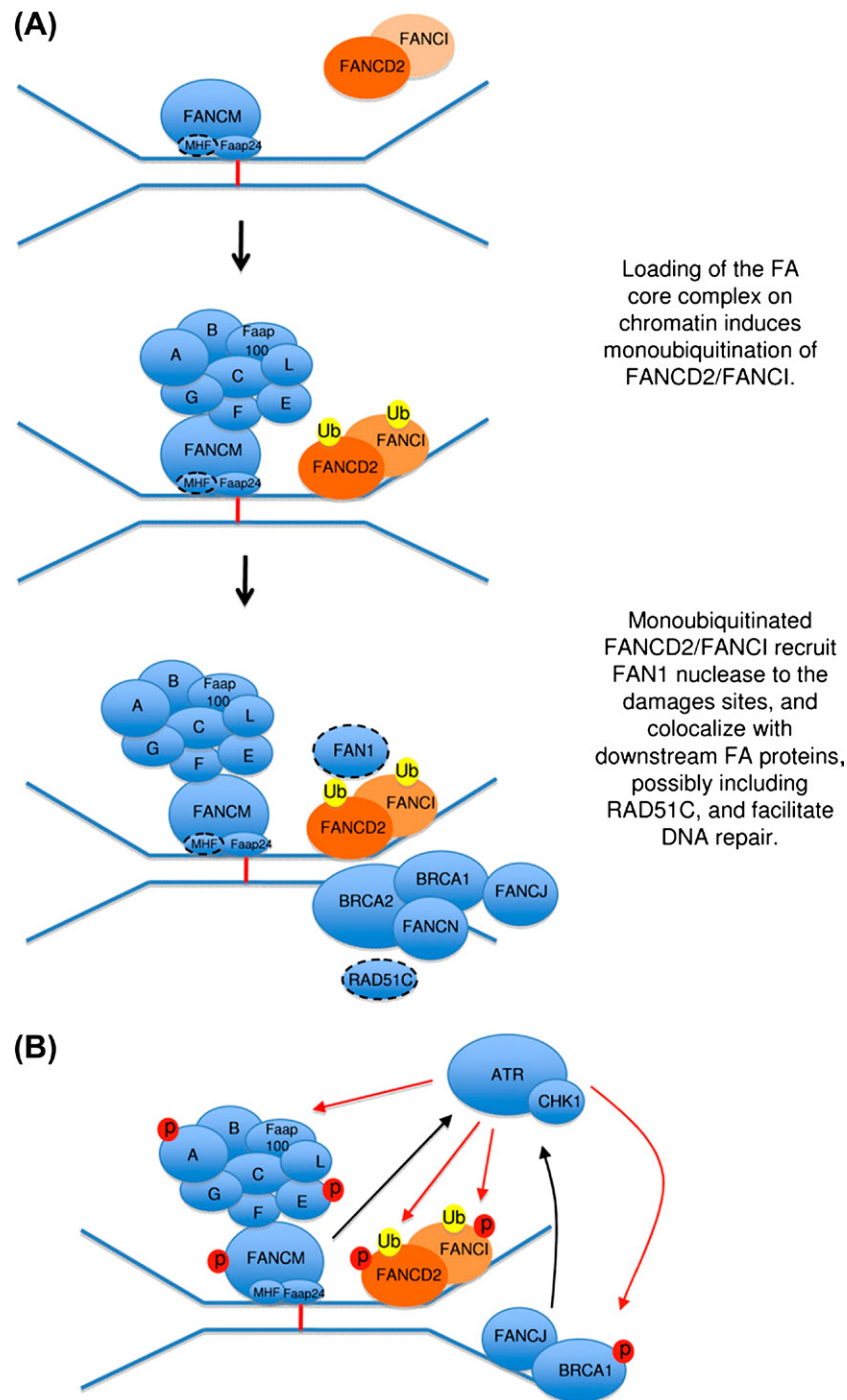 (A)
FANCI
FANCD2
FANCM
MHF
Faap24
Loading of the FA
core complex on
chromatin induces
monoubiquitination of
FANCD2/FANCI.
B
Faap
100
A
C
L
G
F
E
Ub
Ub
FANCM
FANCI
FANCD2
MHF
Faap24
Monoubiquitinated
FANCD2/FANCI recruit
FAN1 nuclease to the
damages sites, and
colocalize with
downstream FA proteins,
possibly including
RAD51C, and facilitate
DNA repair.
B
Faap
100
A
C
L
G
F
E
FAN1
Ub
Ub
FANCM
FANCI
FANCD2
MHF
Faap24
BRCA1
BRCA2
FANCJ
FANCN
RAD51C
(B)
ATR
CHK1
p
B
Faap
100
A
C
L
G
E
p
F
Ub
Ub
p
p
FANCM
p
FANCI
FANCD2
MHF
Faap24
FANCJ
BRCA1
p